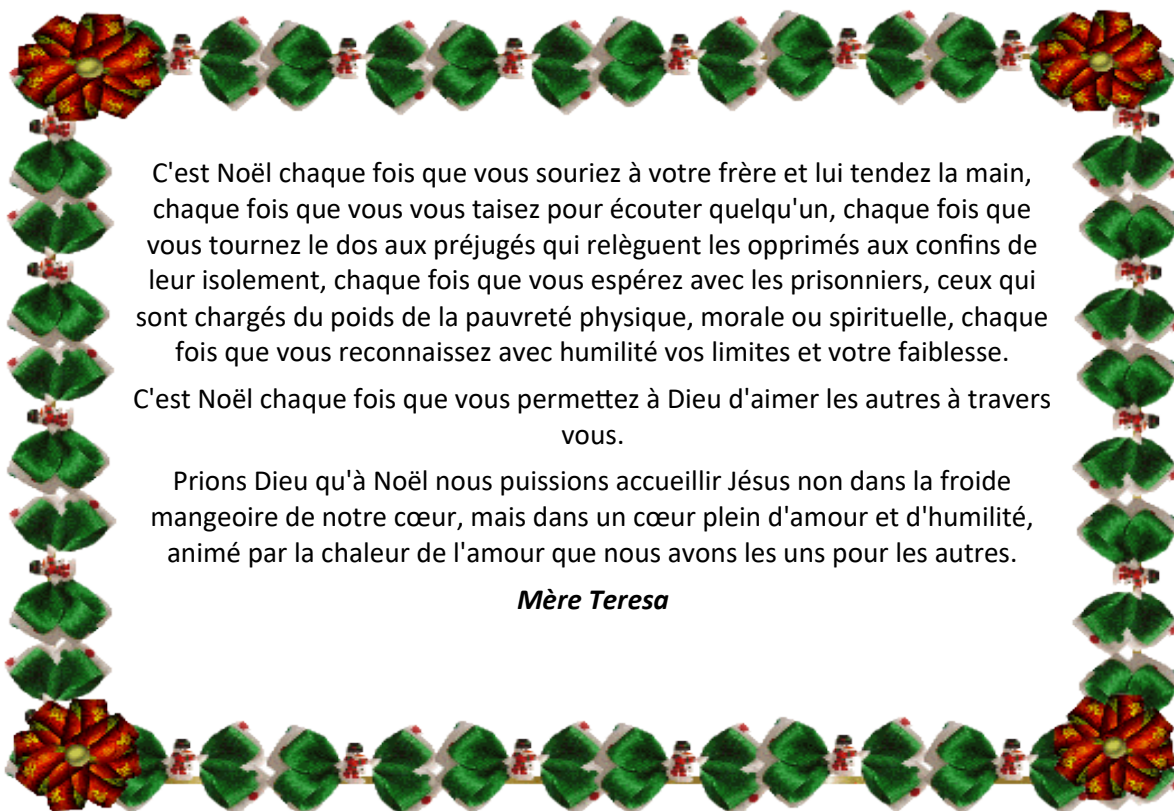 C'est Noël chaque fois que vous souriez à votre frère et lui tendez la main,
chaque fois que vous vous taisez pour écouter quelqu'un, chaque fois que
vous tournez le dos aux préjugés qui relèguent les opprimés aux confins de
leur isolement, chaque fois que vous espérez avec les prisonniers, ceux qui
sont chargés du poids de la pauvreté physique, morale ou spirituelle, chaque
fois que vous reconnaissez avec humilité vos limites et votre faiblesse.
C'est Noël chaque fois que vous permettez à Dieu d'aimer les autres à travers
vous.
Prions Dieu qu'à Noël nous puissions accueillir Jésus non dans la froide
mangeoire de notre cœur, mais dans un cœur plein d'amour et d'humilité,
animé par la chaleur de l'amour que nous avons les uns pour les autres.
Mère Teresa